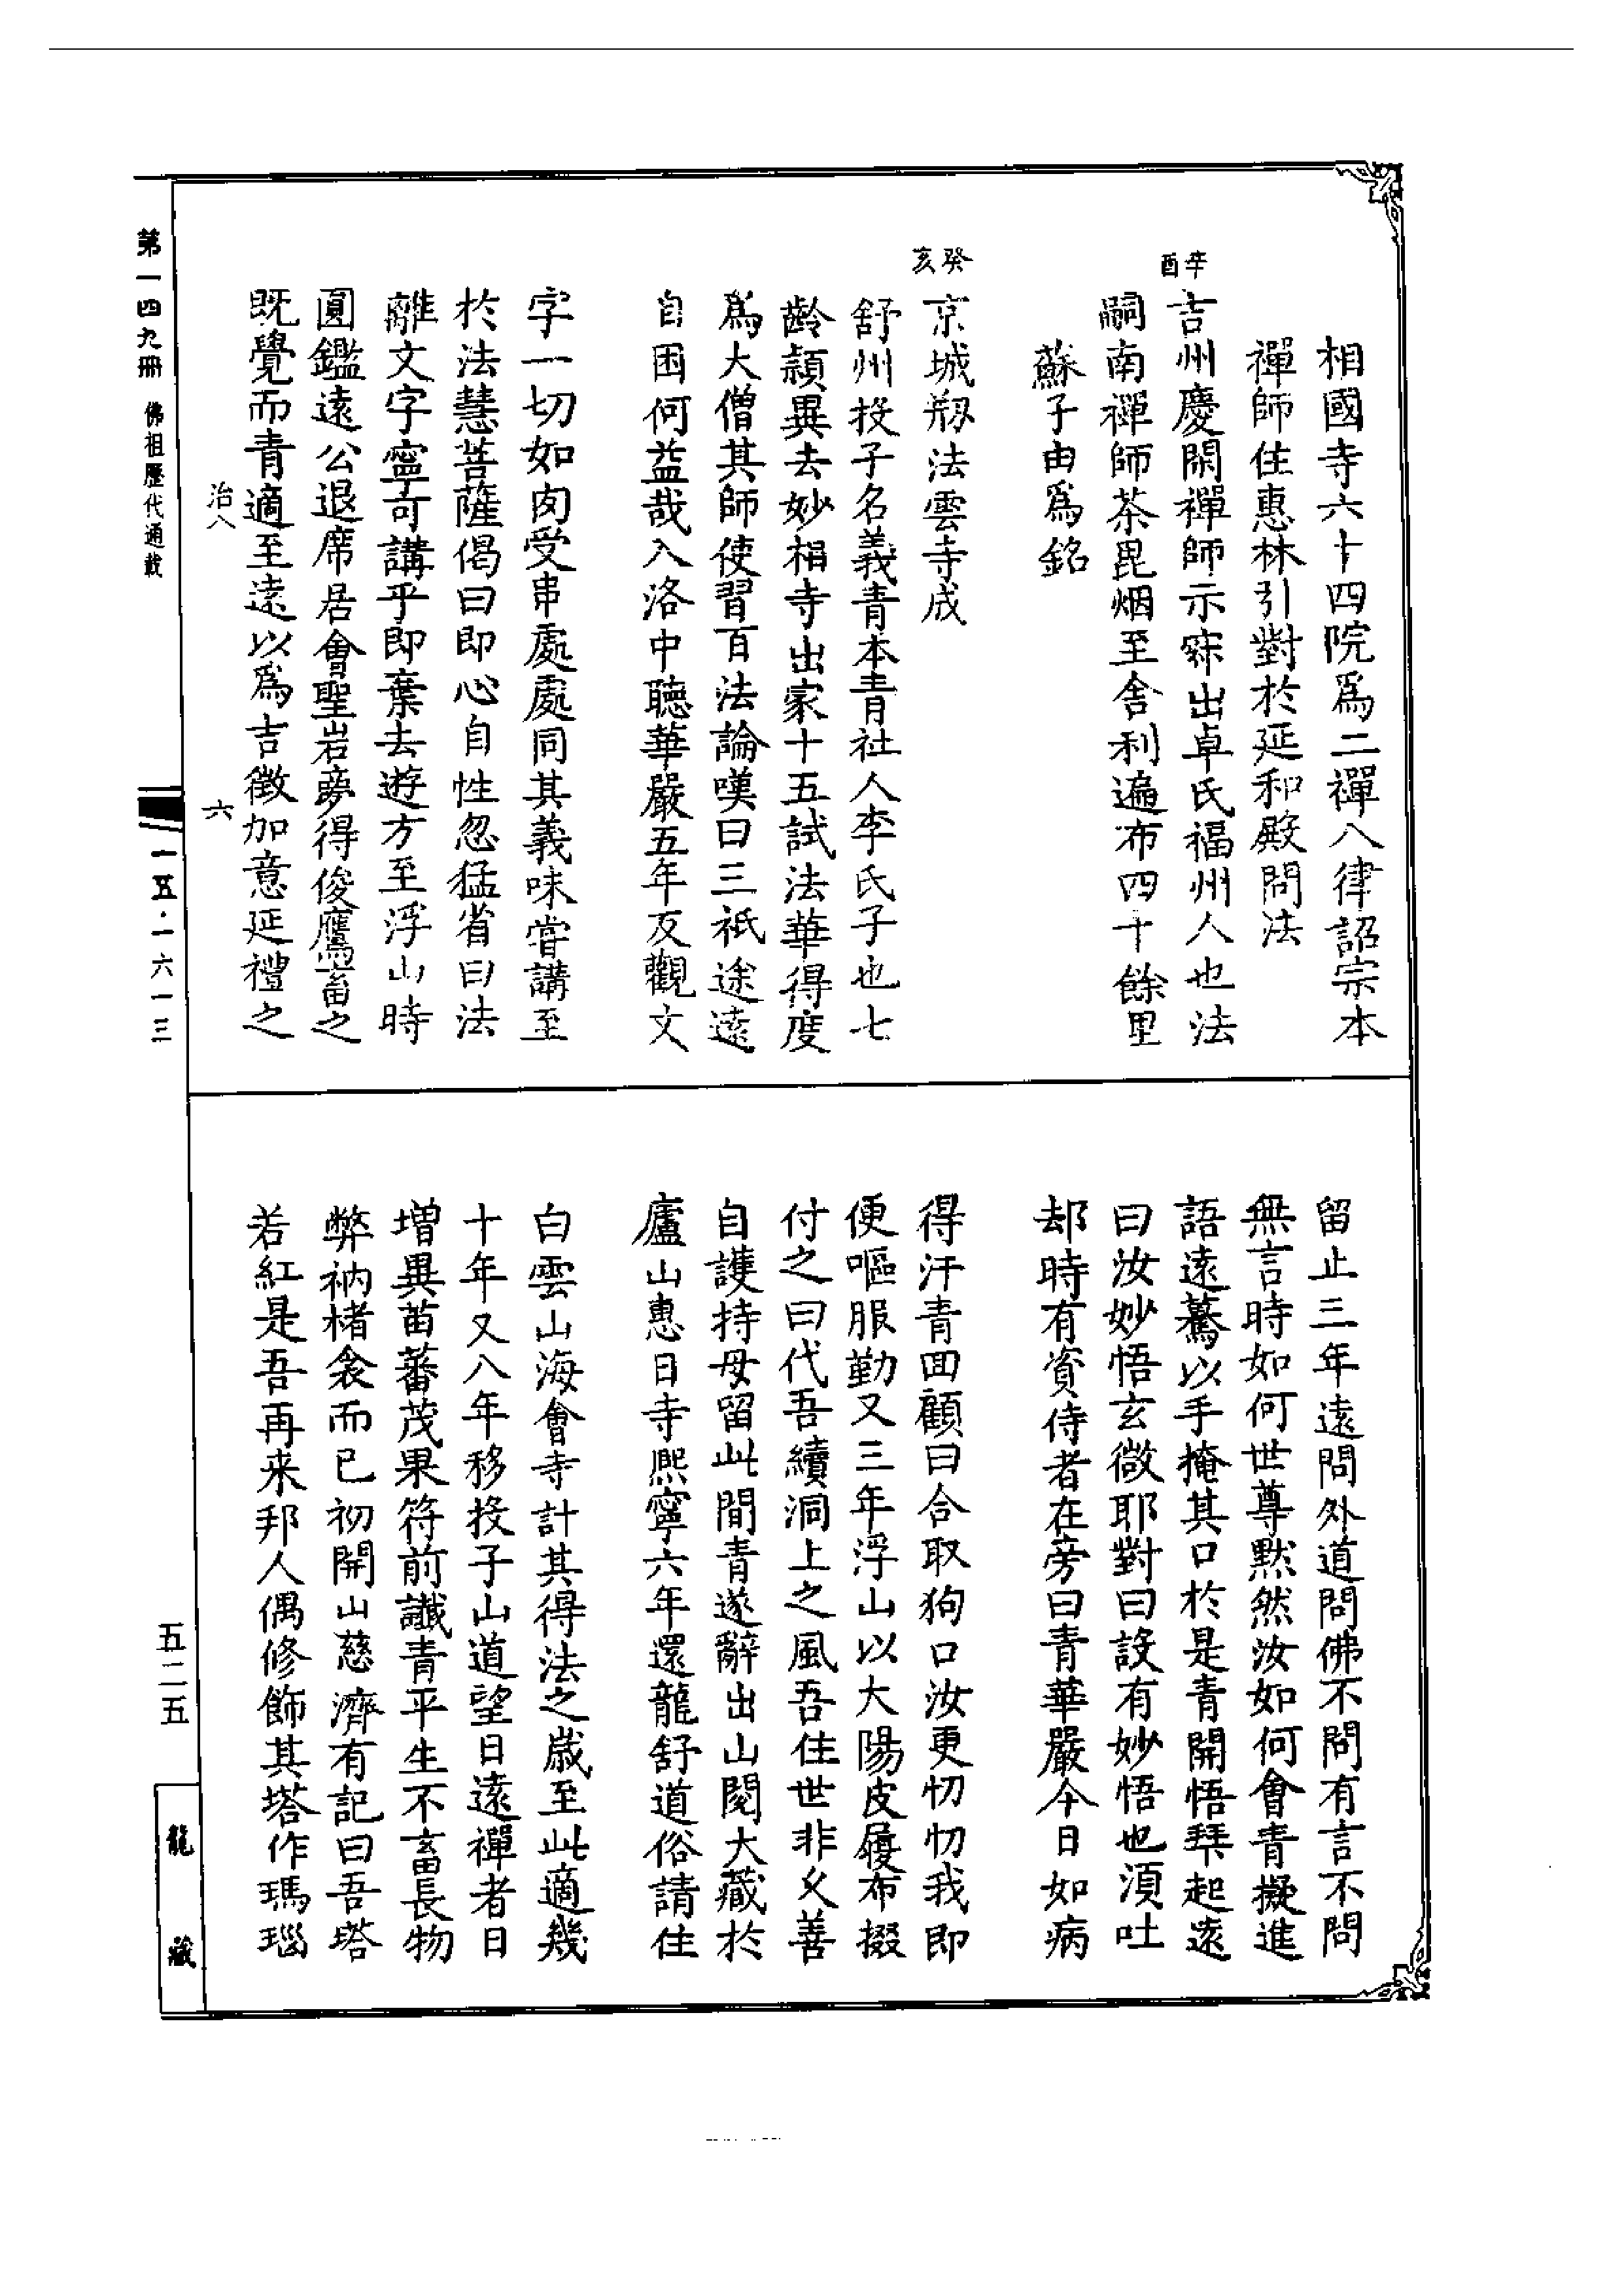 相國寺六十四院爲二禪八律詔宗本
禪師住惠林引對於延和殿問法
辛酉
吉州慶閑禪師示寂出卓氏福州人也法
嗣南禪師茶毘烟至舍利遍布四十餘里
蘇子由爲銘
癸亥
京城剏法雲寺成
舒州投子名義青本青社人李氏子也七
齡穎異去妙相寺出家十五試法華得度
爲大僧其師使習百法論嘆曰三祇途遠
自困何益哉入洛中聽華嚴五年反觀文
字一切如肉受串處處同其義味甞講至
於法慧菩薩偈曰即心自性忽猛省曰法
離文字寧可講乎即棄去遊方至浮山時
圓鑑遠公退席居會聖岩夢得俊鷹畜之
既覺而青適至遠以爲吉徵加意延禮之
留止三年遠問外道問佛不問有言不問
無言時如何世尊默然汝如何會青擬進
語遠驀以手掩其口於是青開悟拜起遠
曰汝妙悟玄微耶對曰設有妙悟也須吐
却時有資侍者在旁曰青華嚴今日如病
得汗青回顧曰合取狗口汝更忉忉我即
便嘔服勤又三年浮山以大陽皮履布掇
付之曰代吾續洞上之風吾住世非久善
自護持毋留此間青遂辭出山閱大藏於
廬山惠日寺熙寧六年還龍舒道俗請住
白雲山海會寺計其得法之歲至此適幾
十年又八年移投子山道望日遠禪者日
增異苗蕃茂果符前讖青平生不畜長物
弊衲楮衾而已初開山慈濟有記曰吾塔
若紅是吾再来邦人偶修飾其塔作瑪瑙
治八
六
第一四九冊 佛祖歷代通載
一五·一六一三
五二五
龍藏